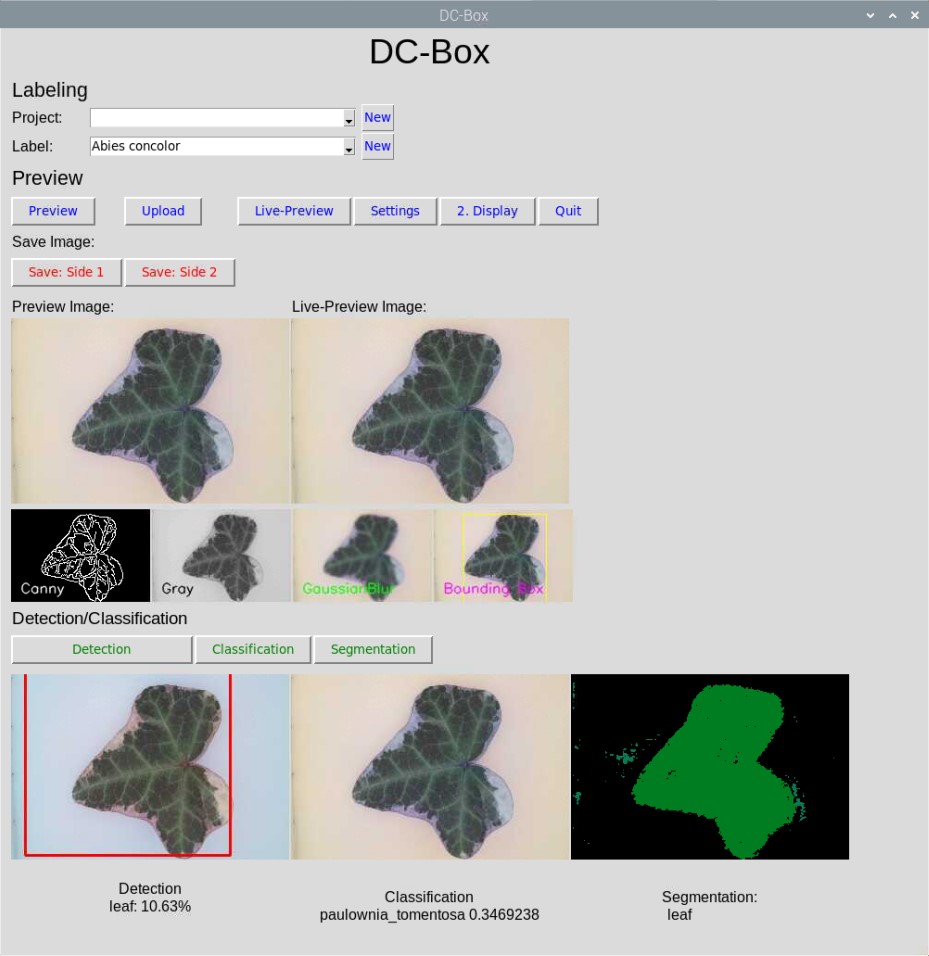 DC-Box
DC-Box
Labeling
Project: New
Label: Abies concolor New
Preview
Preview Upload Live-Preview Settings 2. Display Quit
Save Image:
Save: Side 1 Save: Side 2
Preview Image: Live-Preview Image:
Canny Gray GaussianBlur Bounding_Box
Detection/Classification
Detection Classification Segmentation
Detection
leaf: 10.63%
Classification
paulownia_tomentosa 0.3469238
Segmentation:
leaf